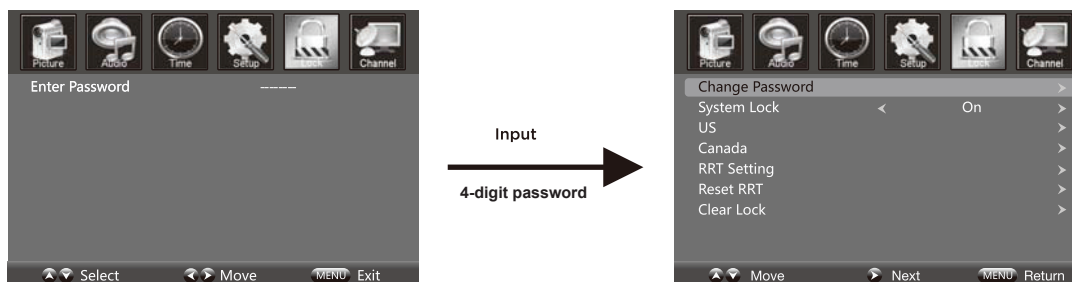 Picture Audio Time Setup Lock Channel
Enter Password --------
Select Move MENU Exit
Input
4-digit password
Picture Audio Time Setup Lock Channel
Change Password
System Lock On
US
Canada
RRT Setting
Reset RRT
Clear Lock
Move Next MENU Return